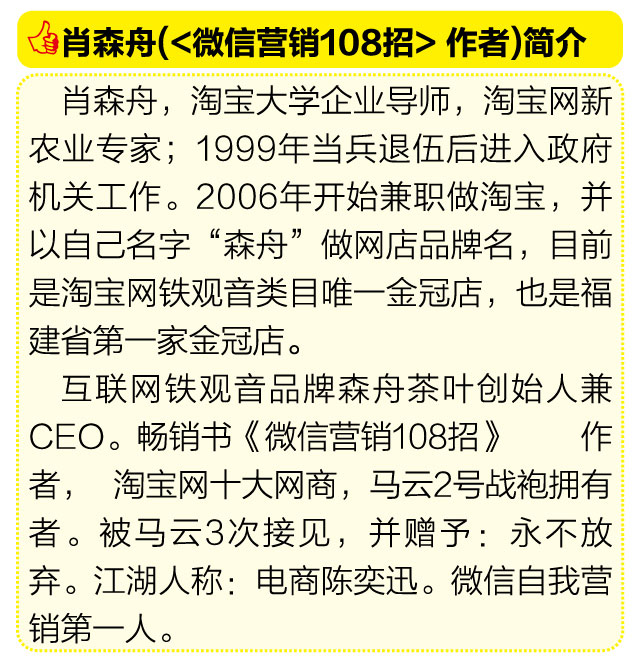 肖森舟(<微信营销108招> 作者)简介
肖森舟，淘宝大学企业导师，淘宝网新
农业专家；1999年当兵退伍后进入政府
机关工作。2006年开始兼职做淘宝，并
以自己名字“森舟”做网店品牌名，目前
是淘宝网铁观音类目唯一金冠店，也是福
建省第一家金冠店。
互联网铁观音品牌森舟茶叶创始人兼
CEO。畅销书《微信营销108招》 作
者， 淘宝网十大网商，马云2号战袍拥有
者。被马云3次接见，并赠予：永不放
弃。江湖人称：电商陈奕迅。微信自我营
销第一人。